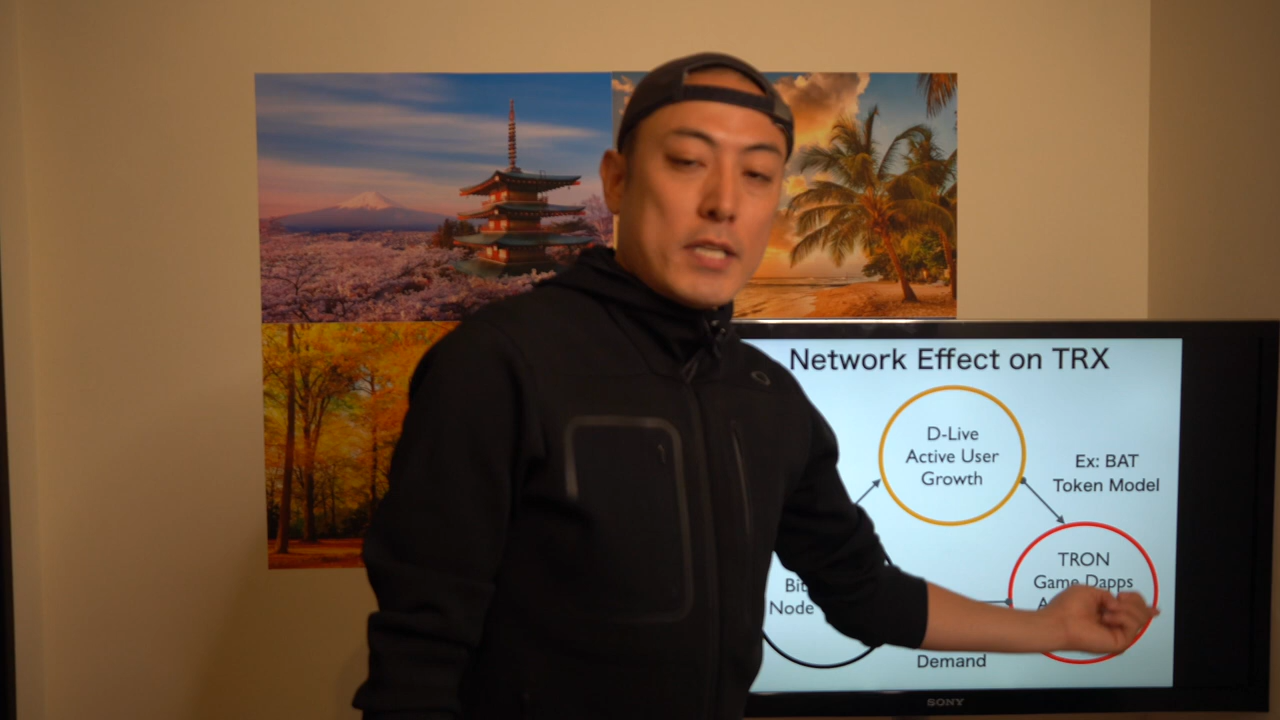 Network Effect on TRX
D-Live
Active User
Growth
Ex: BAT
Token Model
TRON
Game Dapps
Node
Demand
SONY